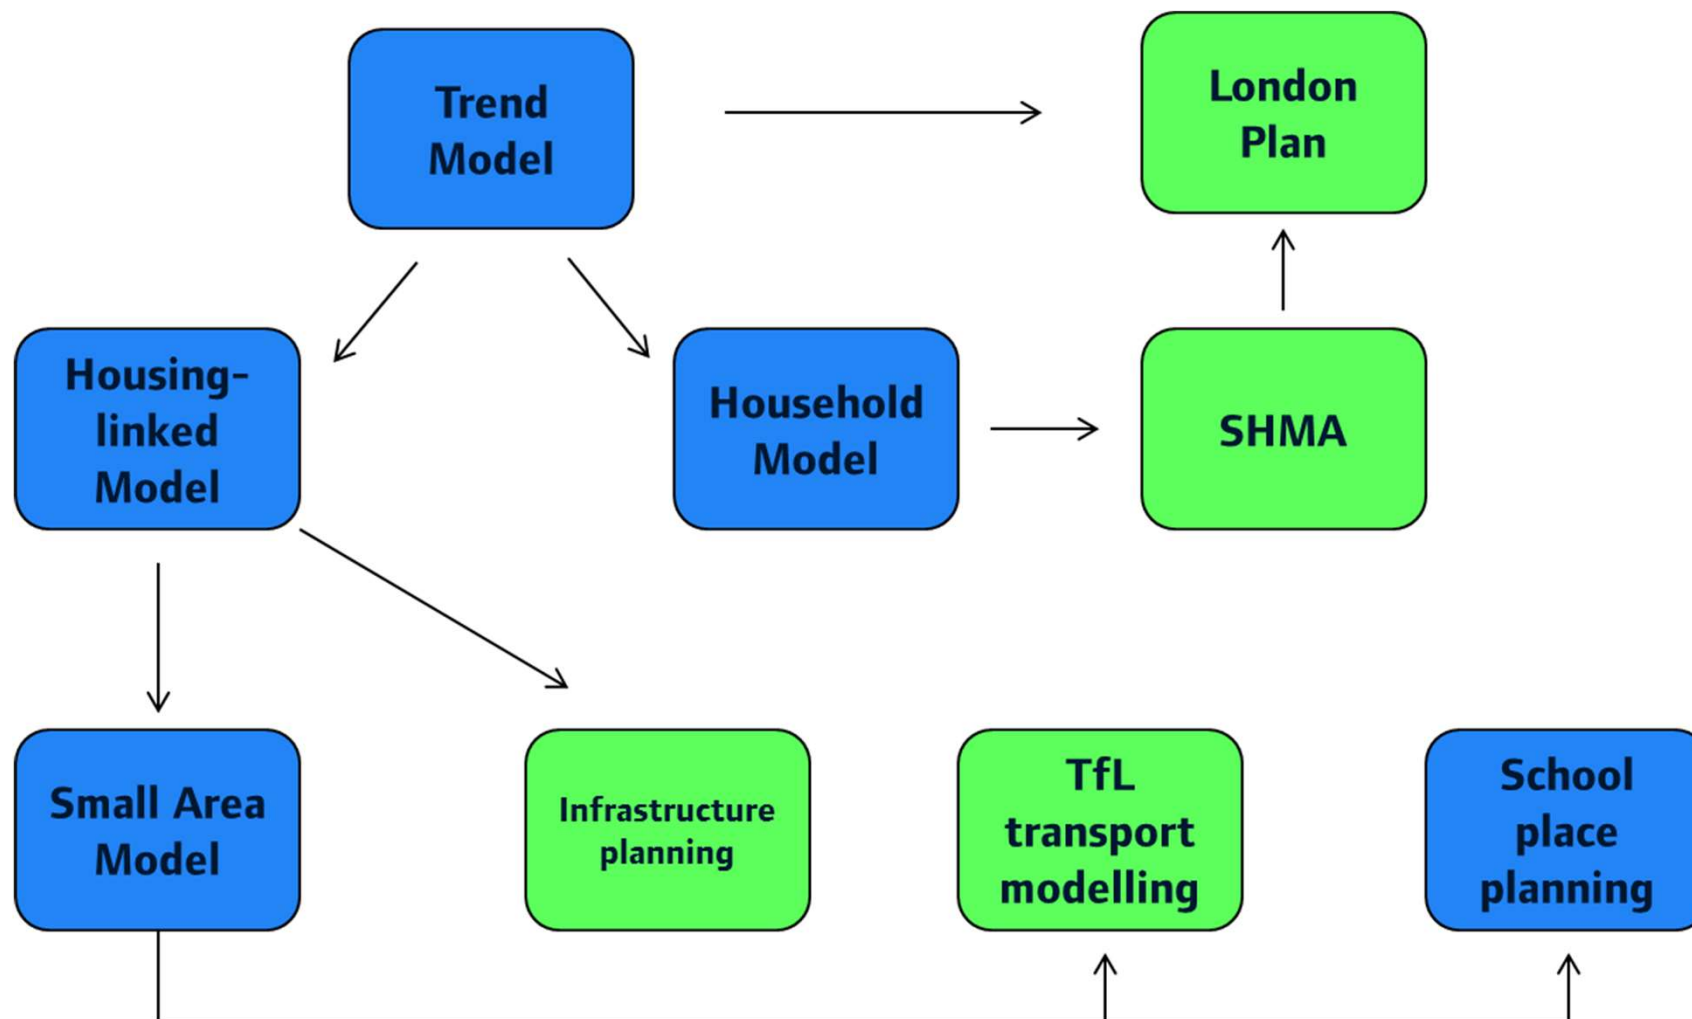 Trend
Model
London
Plan
Housing-
linked
Model
Household
Model
SHMA
Small Area
Model
Infrastructure
planning
TfL
transport
modelling
School
place
planning